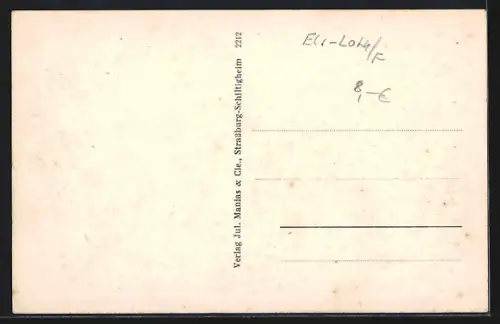 Verlag Jul. Manias & Cie., Straßburg-Schiltigheim 2212
Els-Loth/F
8,-€